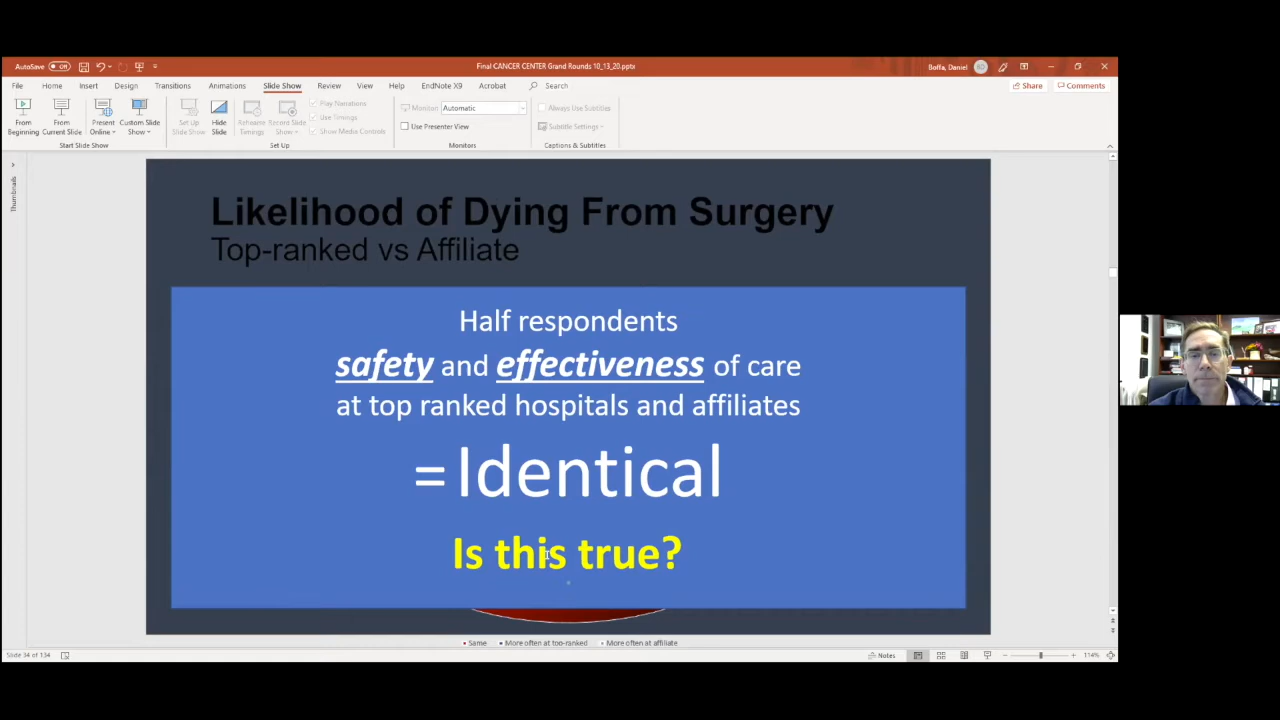 AutoSave Off
Final CANCER CENTER Grand Rounds 10_13_20.pptx
Boffa, Daniel
File Home Insert Design Transitions Animations Slide Show Review View Help EndNote X9 Acrobat Search
Share Comments
From Beginning
From Current Slide
Present Online
Custom Slide Show
Set Up Slide Show
Hide Slide
Rehearse Timings
Record Slide Show
Play Narrations
Use Timings
Show Media Controls
Monitor: Automatic
Use Presenter View
Always Use Subtitles
Subtitle Settings
Start Slide Show
Set Up
Monitors
Captions & Subtitles
Thumbnails
Likelihood of Dying From Surgery
Top-ranked vs Affiliate
Half respondents
safety and effectiveness of care
at top ranked hospitals and affiliates
= Identical
Is this true?
Same More often at top-ranked More often at affiliate
Slide 34 of 134
Notes
114%